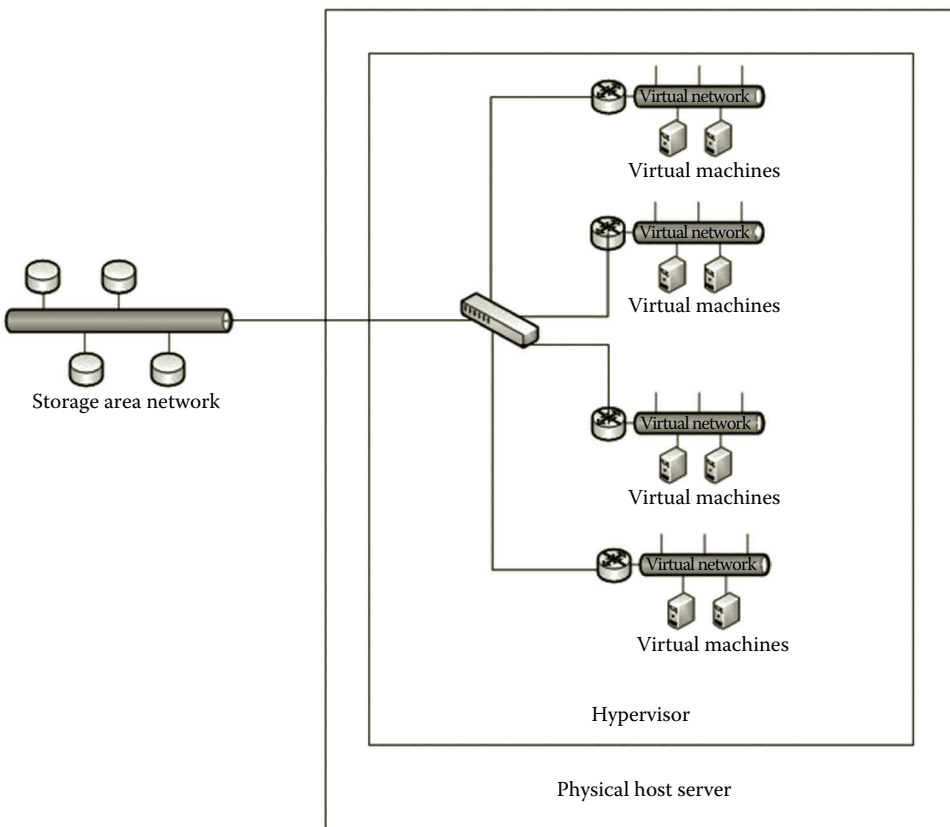 Virtual network
Virtual machines
Virtual network
Virtual machines
Storage area network
Virtual network
Virtual machines
Virtual network
Virtual machines
Hypervisor
Physical host server